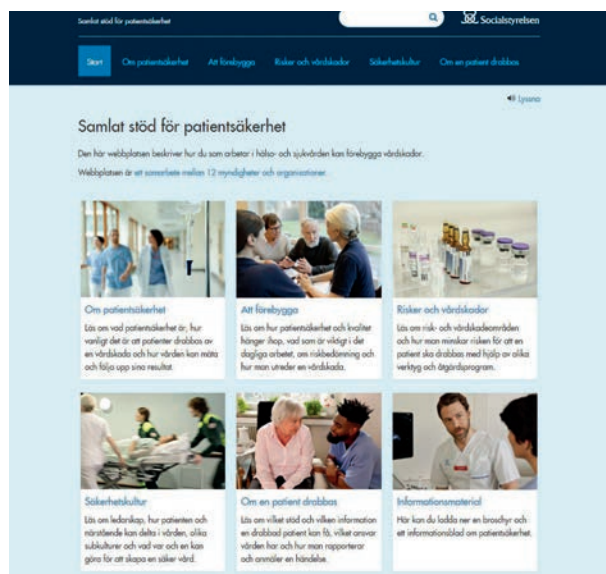 Samlat stöd för patientsäkerhet
Socialstyrelsen
Start Om patientsäkerhet Att förebygga Risker och vårdskador Säkerhetskultur Om en patient drabbas
Lyssna
Samlat stöd för patientsäkerhet
Den här webbplatsen beskriver hur du som arbetar i hälso- och sjukvården kan förebygga vårdskador.
Webbplatsen är ett samarbete mellan 12 myndigheter och organisationer.
Om patientsäkerhet
Läs om vad patientsäkerhet är, hur
vanligt det är att patienter drabbas av
en vårdskada och hur vården kan mäta
och följa upp sina resultat.
Att förebygga
Läs om hur patientsäkerhet och kvalitet
hänger ihop, vad som är viktigt i det
dagliga arbetet, om riskbedömning och
hur man utreder en vårdskada.
Risker och vårdskador
Läs om risk- och vårdskadeområden
och hur man minskar risken för att en
patient ska drabbas med hjälp av olika
verktyg och åtgärdsprogram.
Säkerhetskultur
Läs om ledarskap, hur patienten och
närstående kan delta i vården, olika
subkulturer och vad var och en kan
göra för att skapa en säker vård.
Om en patient drabbas
Läs om vilket stöd och vilken information
en drabbad patient kan få, vilket ansvar
vården har och hur man rapporterar
och anmäler en händelse.
Informationsmaterial
Här kan du ladda ner en broschyr och
ett informationsblad om patientsäkerhet.